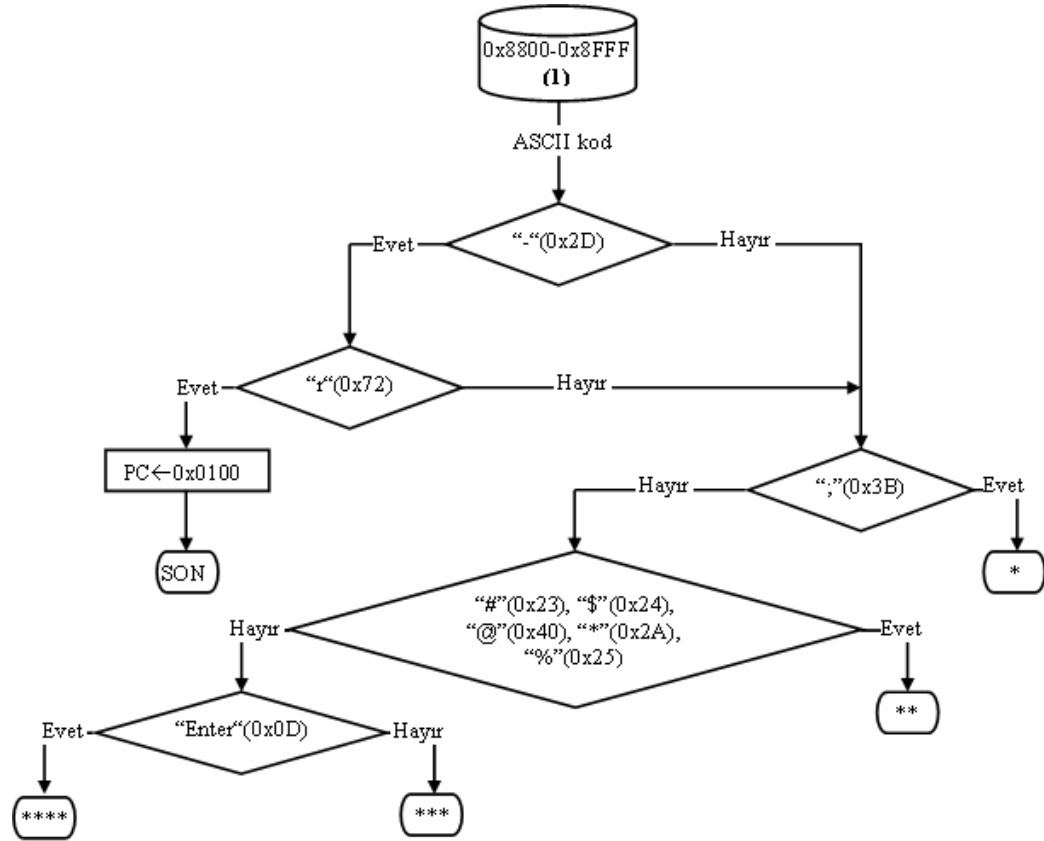 0x8800-0x8FFF
(1)
ASCII kod
“-“(0x2D)
Evet
Hayır
“r“(0x72)
Evet
Hayır
PC←0x0100
“;”(0x3B)
Hayır
Evet
SON
*
“#”(0x23), “$”(0x24),
“@”(0x40), “*”(0x2A),
“%”(0x25)
Hayır
Evet
**
“Enter“(0x0D)
Evet
Hayır
****
***